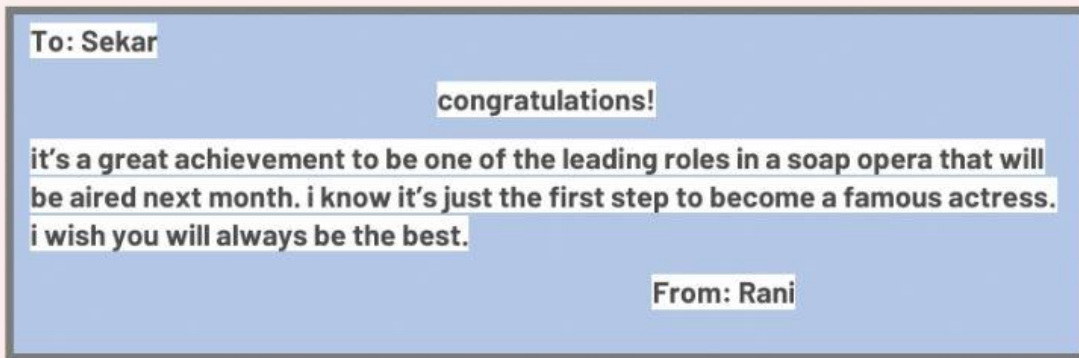 To: Sekar
congratulations!
it's a great achievement to be one of the leading roles in a soap opera that will
be aired next month. i know it's just the first step to become a famous actress.
i wish you will always be the best.
From: Rani